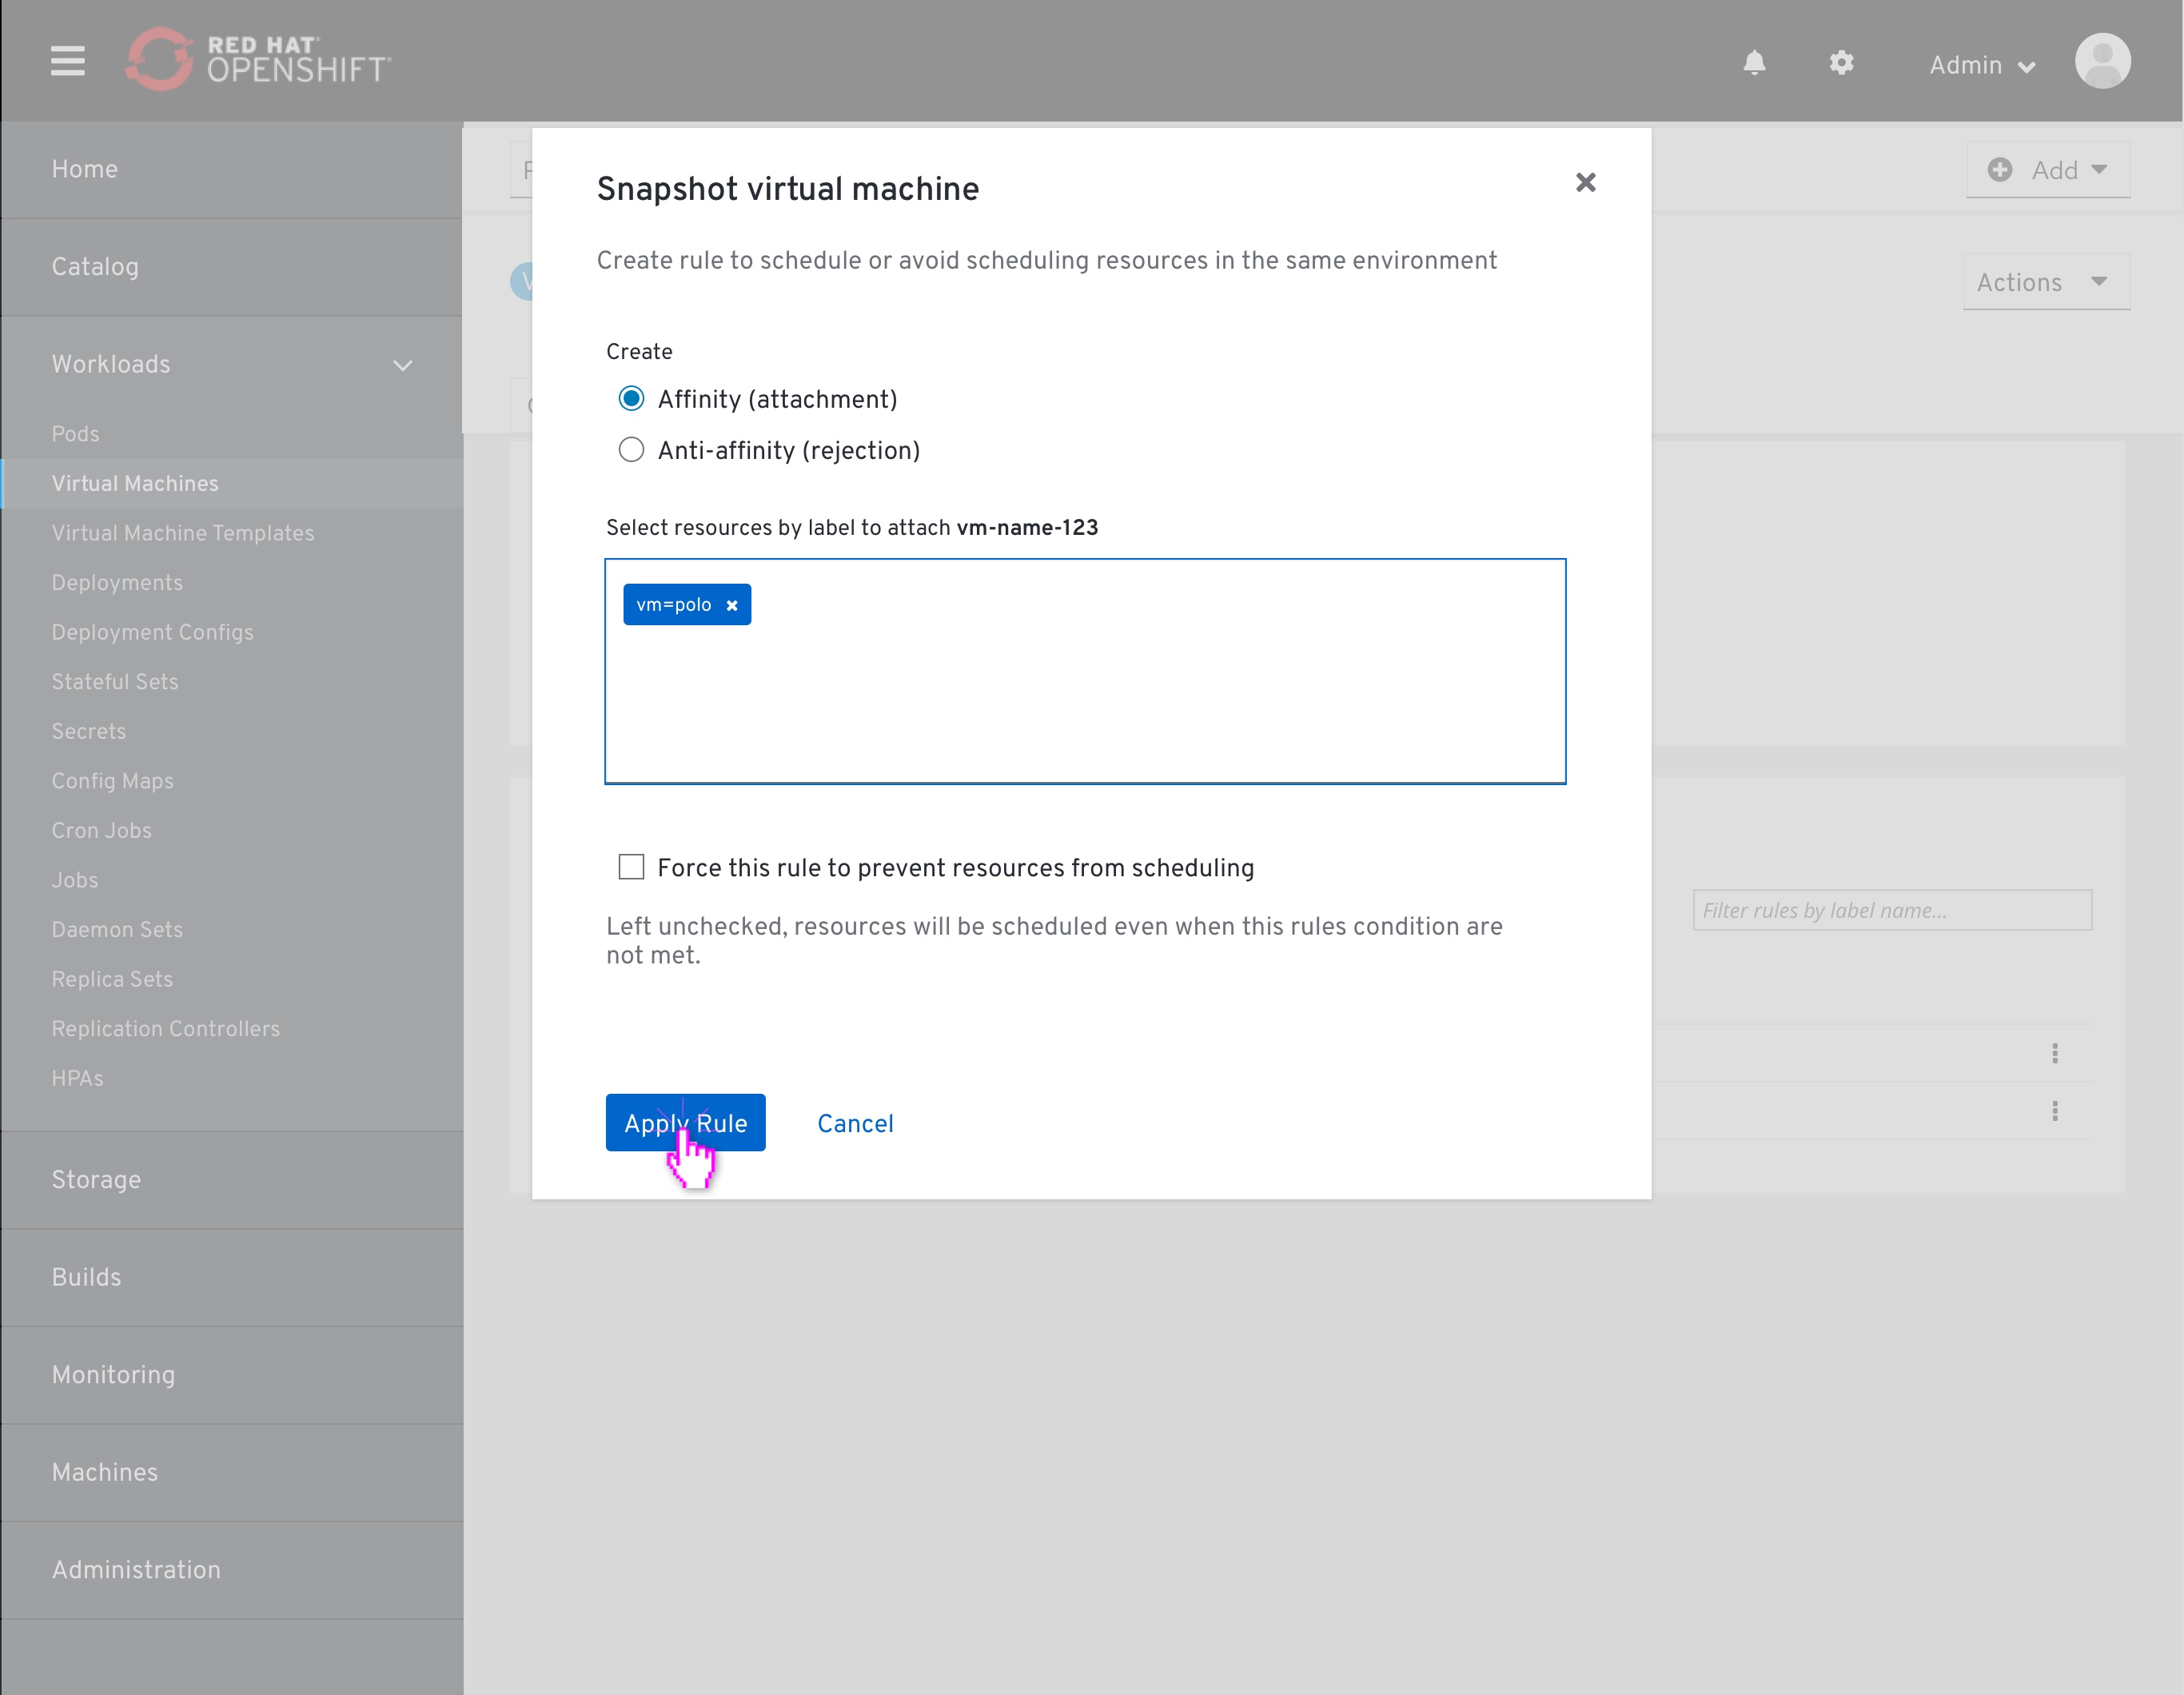 RED HAT®
OPENSHIFT®
Admin
Home
Catalog
Workloads
Pods
Virtual Machines
Virtual Machine Templates
Deployments
Deployment Configs
Stateful Sets
Secrets
Config Maps
Cron Jobs
Jobs
Daemon Sets
Replica Sets
Replication Controllers
HPAs
Storage
Builds
Monitoring
Machines
Administration
Add
Actions
Snapshot virtual machine
Create rule to schedule or avoid scheduling resources in the same environment
Create
Affinity (attachment)
Anti-affinity (rejection)
Select resources by label to attach vm-name-123
vm=polo
Force this rule to prevent resources from scheduling
Left unchecked, resources will be scheduled even when this rules condition are
not met.
Apply Rule
Cancel
Filter rules by label name...